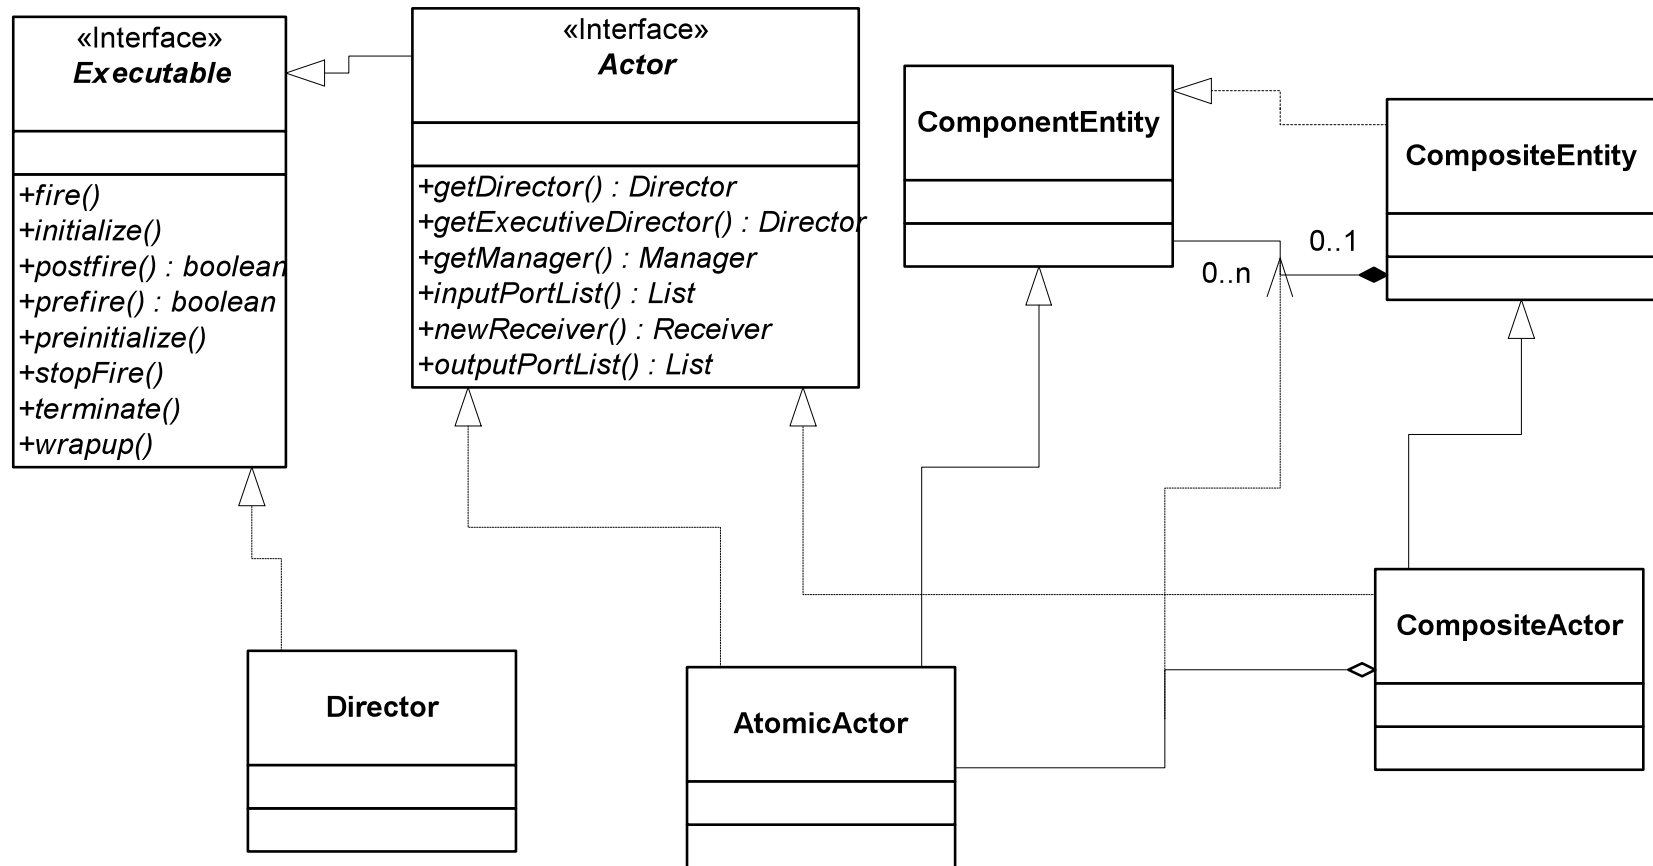 «Interface»
Executable
+fire()
+initialize()
+postfire() : boolean
+prefire() : boolean
+preinitialize()
+stopFire()
+terminate()
+wrapup()
«Interface»
Actor
+getDirector() : Director
+getExecutiveDirector() : Director
+getManager() : Manager
+inputPortList() : List
+newReceiver() : Receiver
+outputPortList() : List
ComponentEntity
CompositeEntity
0..1
0..n
Director
AtomicActor
CompositeActor